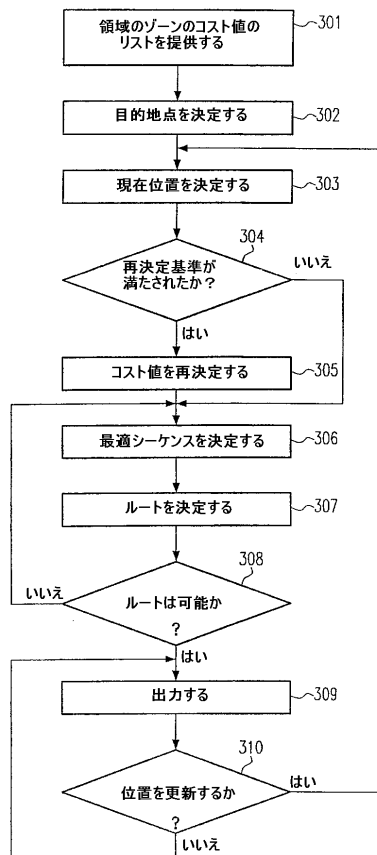 領域のゾーンのコスト値の
リストを提供する
301
目的地点を決定する
302
現在位置を決定する
303
304
再決定基準が
満たされたか?
いいえ
はい
コスト値を再決定する
305
最適シーケンスを決定する
306
ルートを決定する
307
308
ルートは可能か
?
いいえ
はい
出力する
309
310
位置を更新するか
?
はい
いいえ